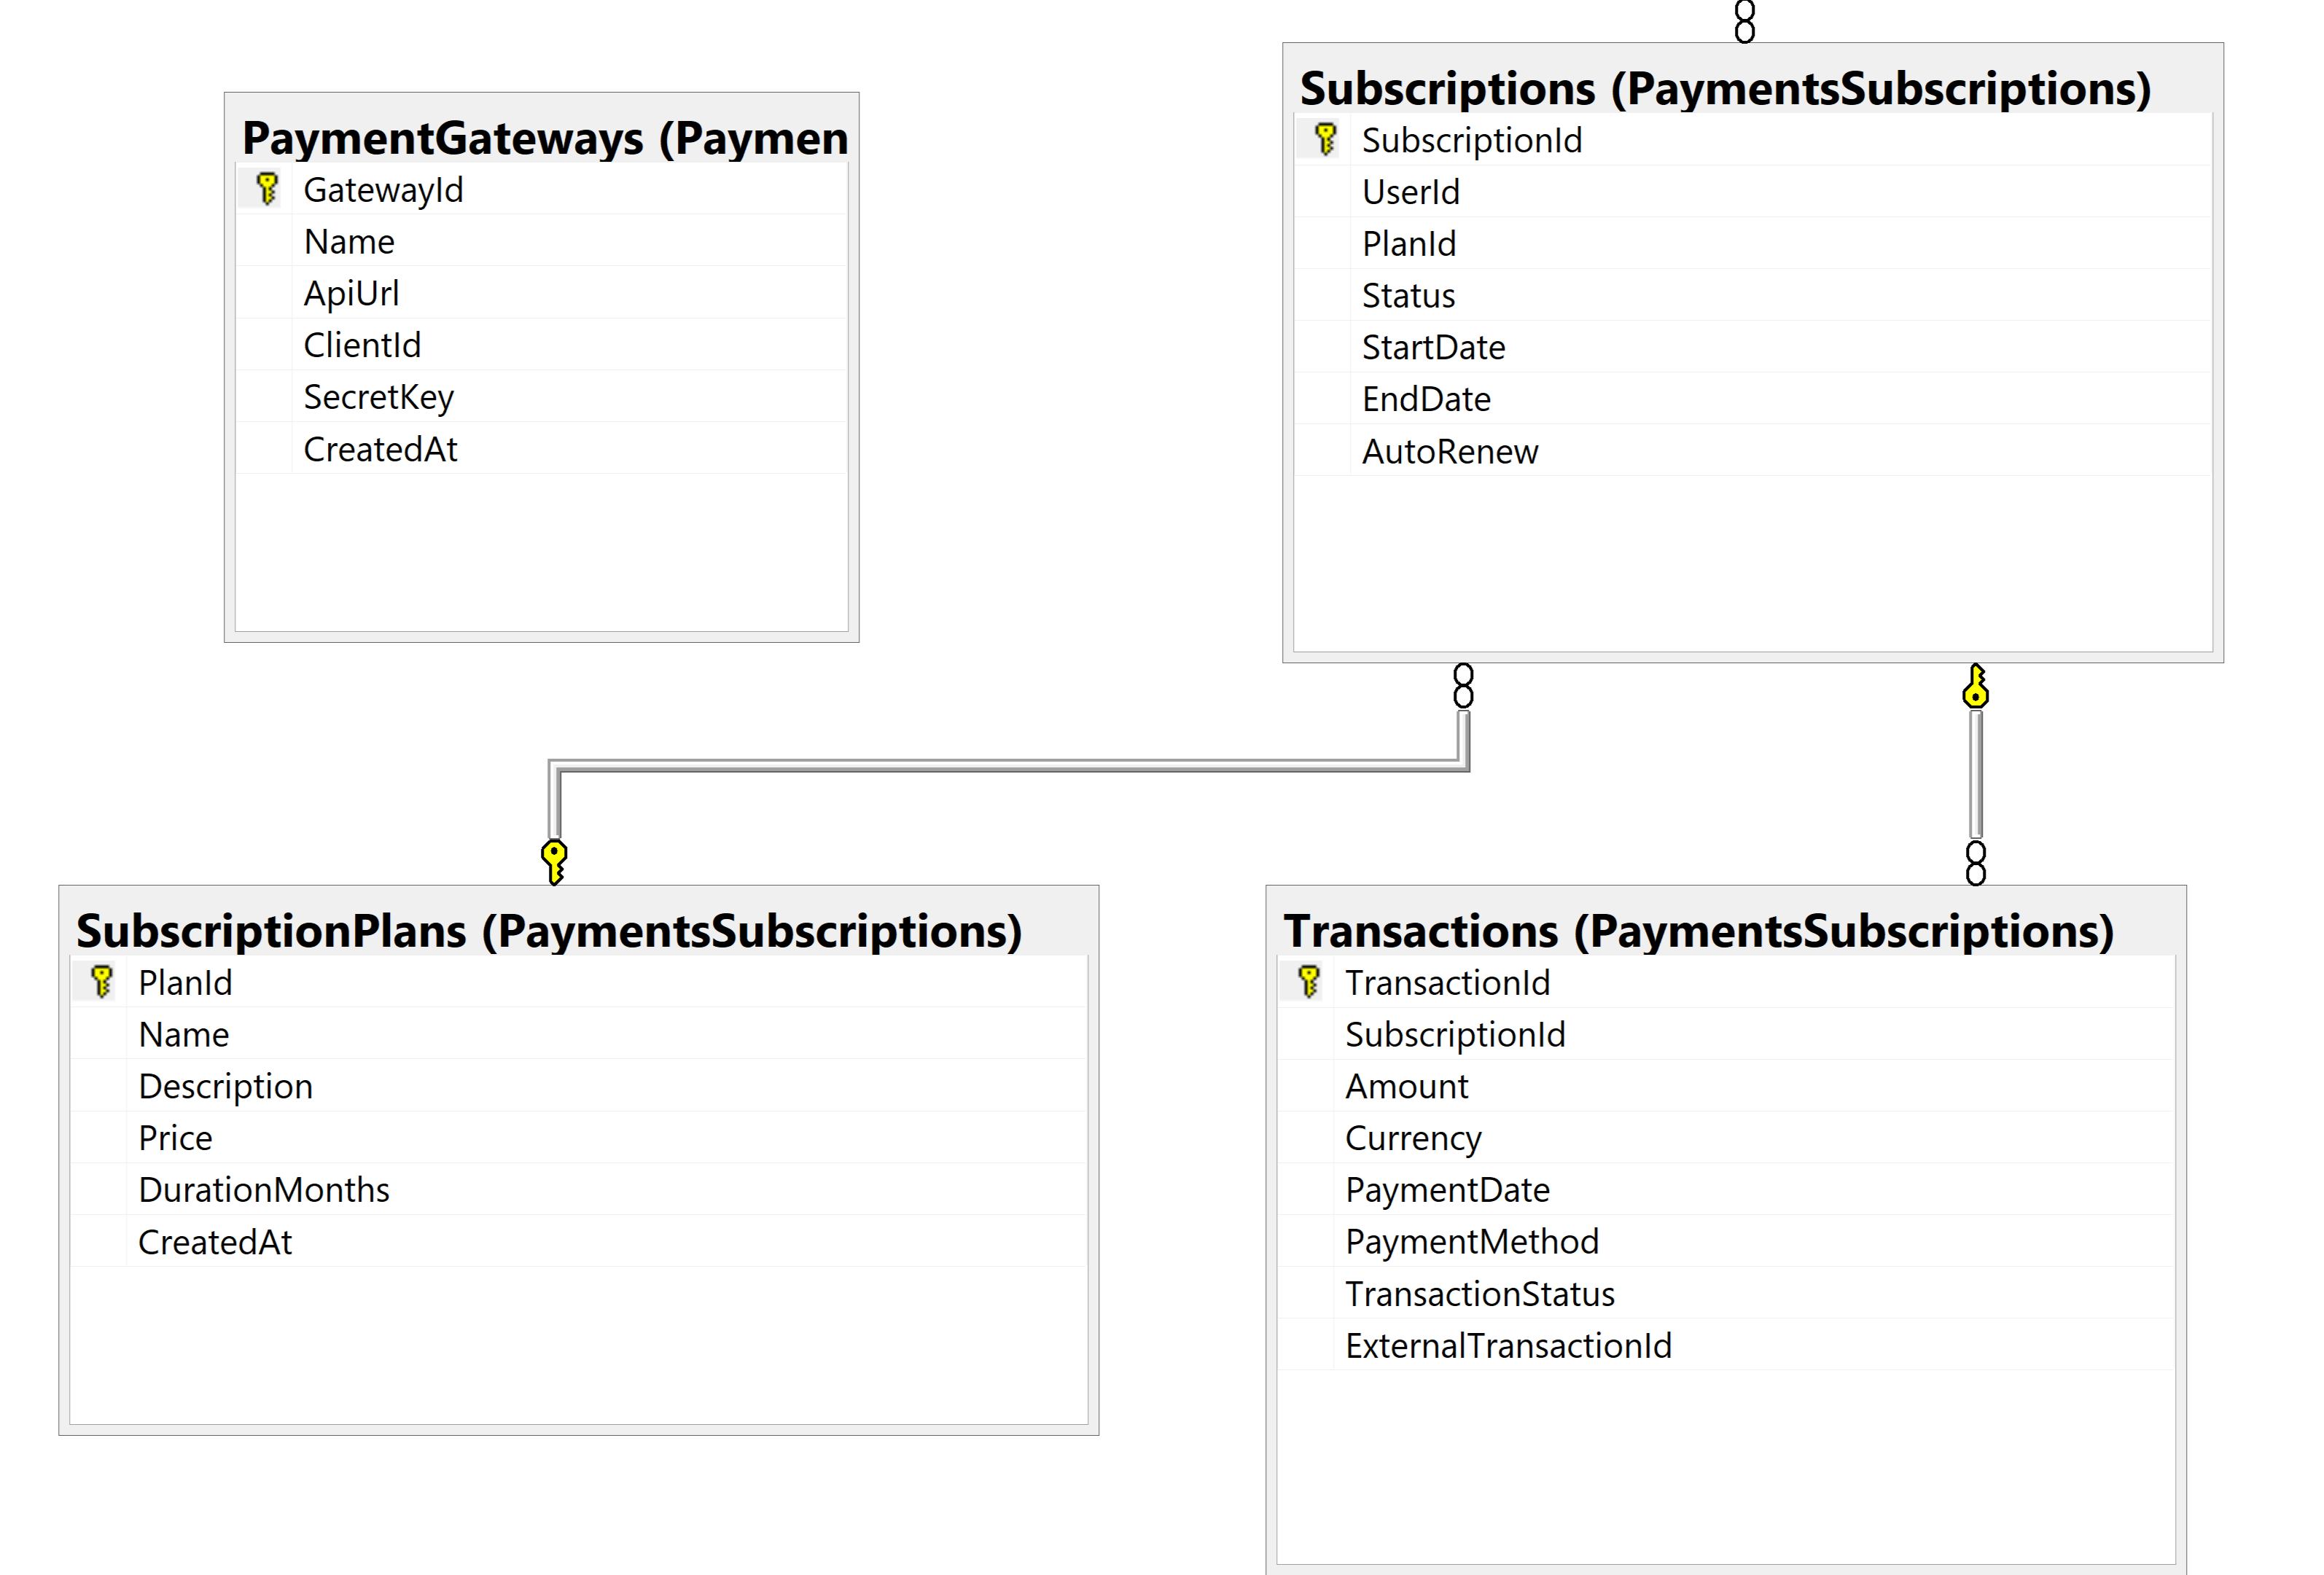 PaymentGateways (Paymen
GatewayId
Name
ApiUrl
ClientId
SecretKey
CreatedAt
Subscriptions (PaymentsSubscriptions)
SubscriptionId
UserId
PlanId
Status
StartDate
EndDate
AutoRenew
SubscriptionPlans (PaymentsSubscriptions)
PlanId
Name
Description
Price
DurationMonths
CreatedAt
Transactions (PaymentsSubscriptions)
TransactionId
SubscriptionId
Amount
Currency
PaymentDate
PaymentMethod
TransactionStatus
ExternalTransactionId